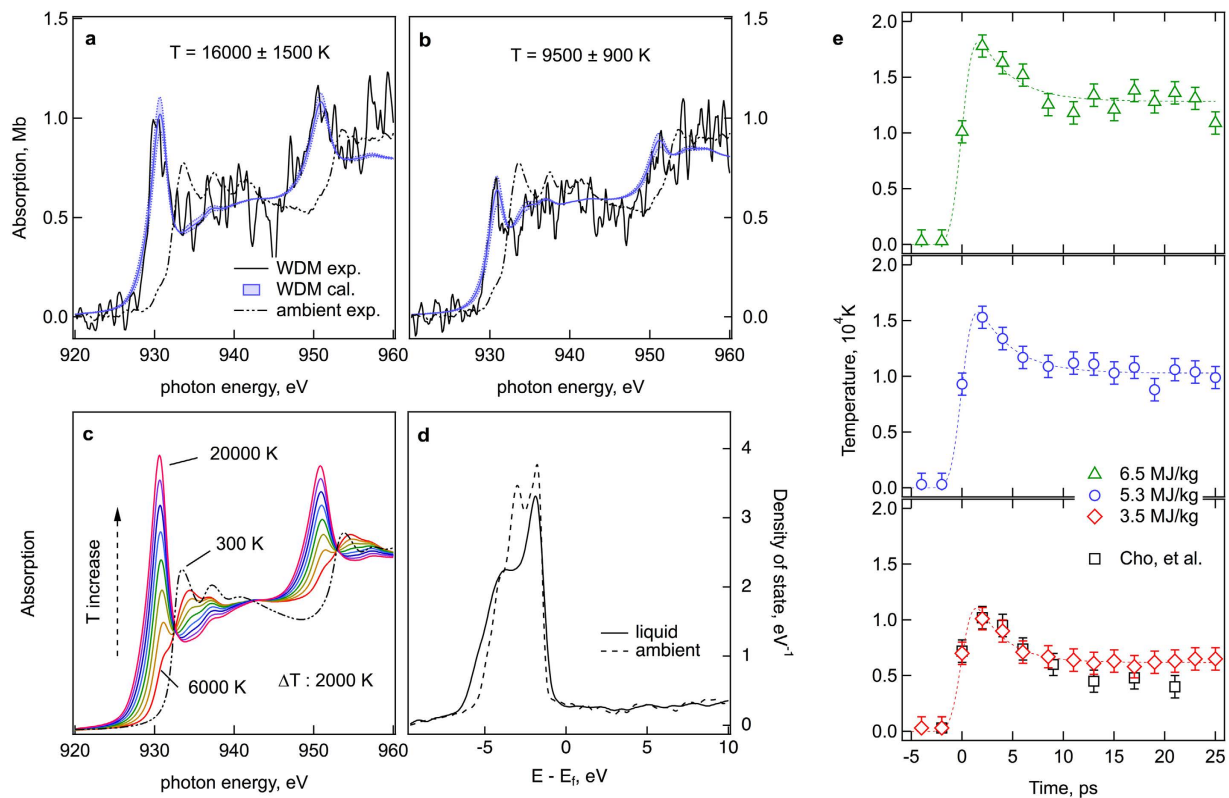 a
T = 16000 ± 1500 K
1.5
1.0
0.5
0.0
Absorption, Mb
WDM exp.
WDM cal.
ambient exp.
920
930
940
950
960
photon energy, eV
b
T = 9500 ± 900 K
1.5
1.0
0.5
0.0
920
930
940
950
960
photon energy, eV
c
20000 K
300 K
6000 K
T increase
ΔT : 2000 K
Absorption
920
930
940
950
960
photon energy, eV
d
liquid
ambient
4
3
2
1
0
Density of state, eV⁻¹
-5
0
5
10
E - E_f, eV
e
2.0
1.5
1.0
0.5
0.0
2.0
1.5
1.0
0.5
0.0
Temperature, 10⁴K
6.5 MJ/kg
5.3 MJ/kg
3.5 MJ/kg
Cho, et al.
2.0
1.0
0.5
0.0
-5
0
5
10
15
20
25
Time, ps